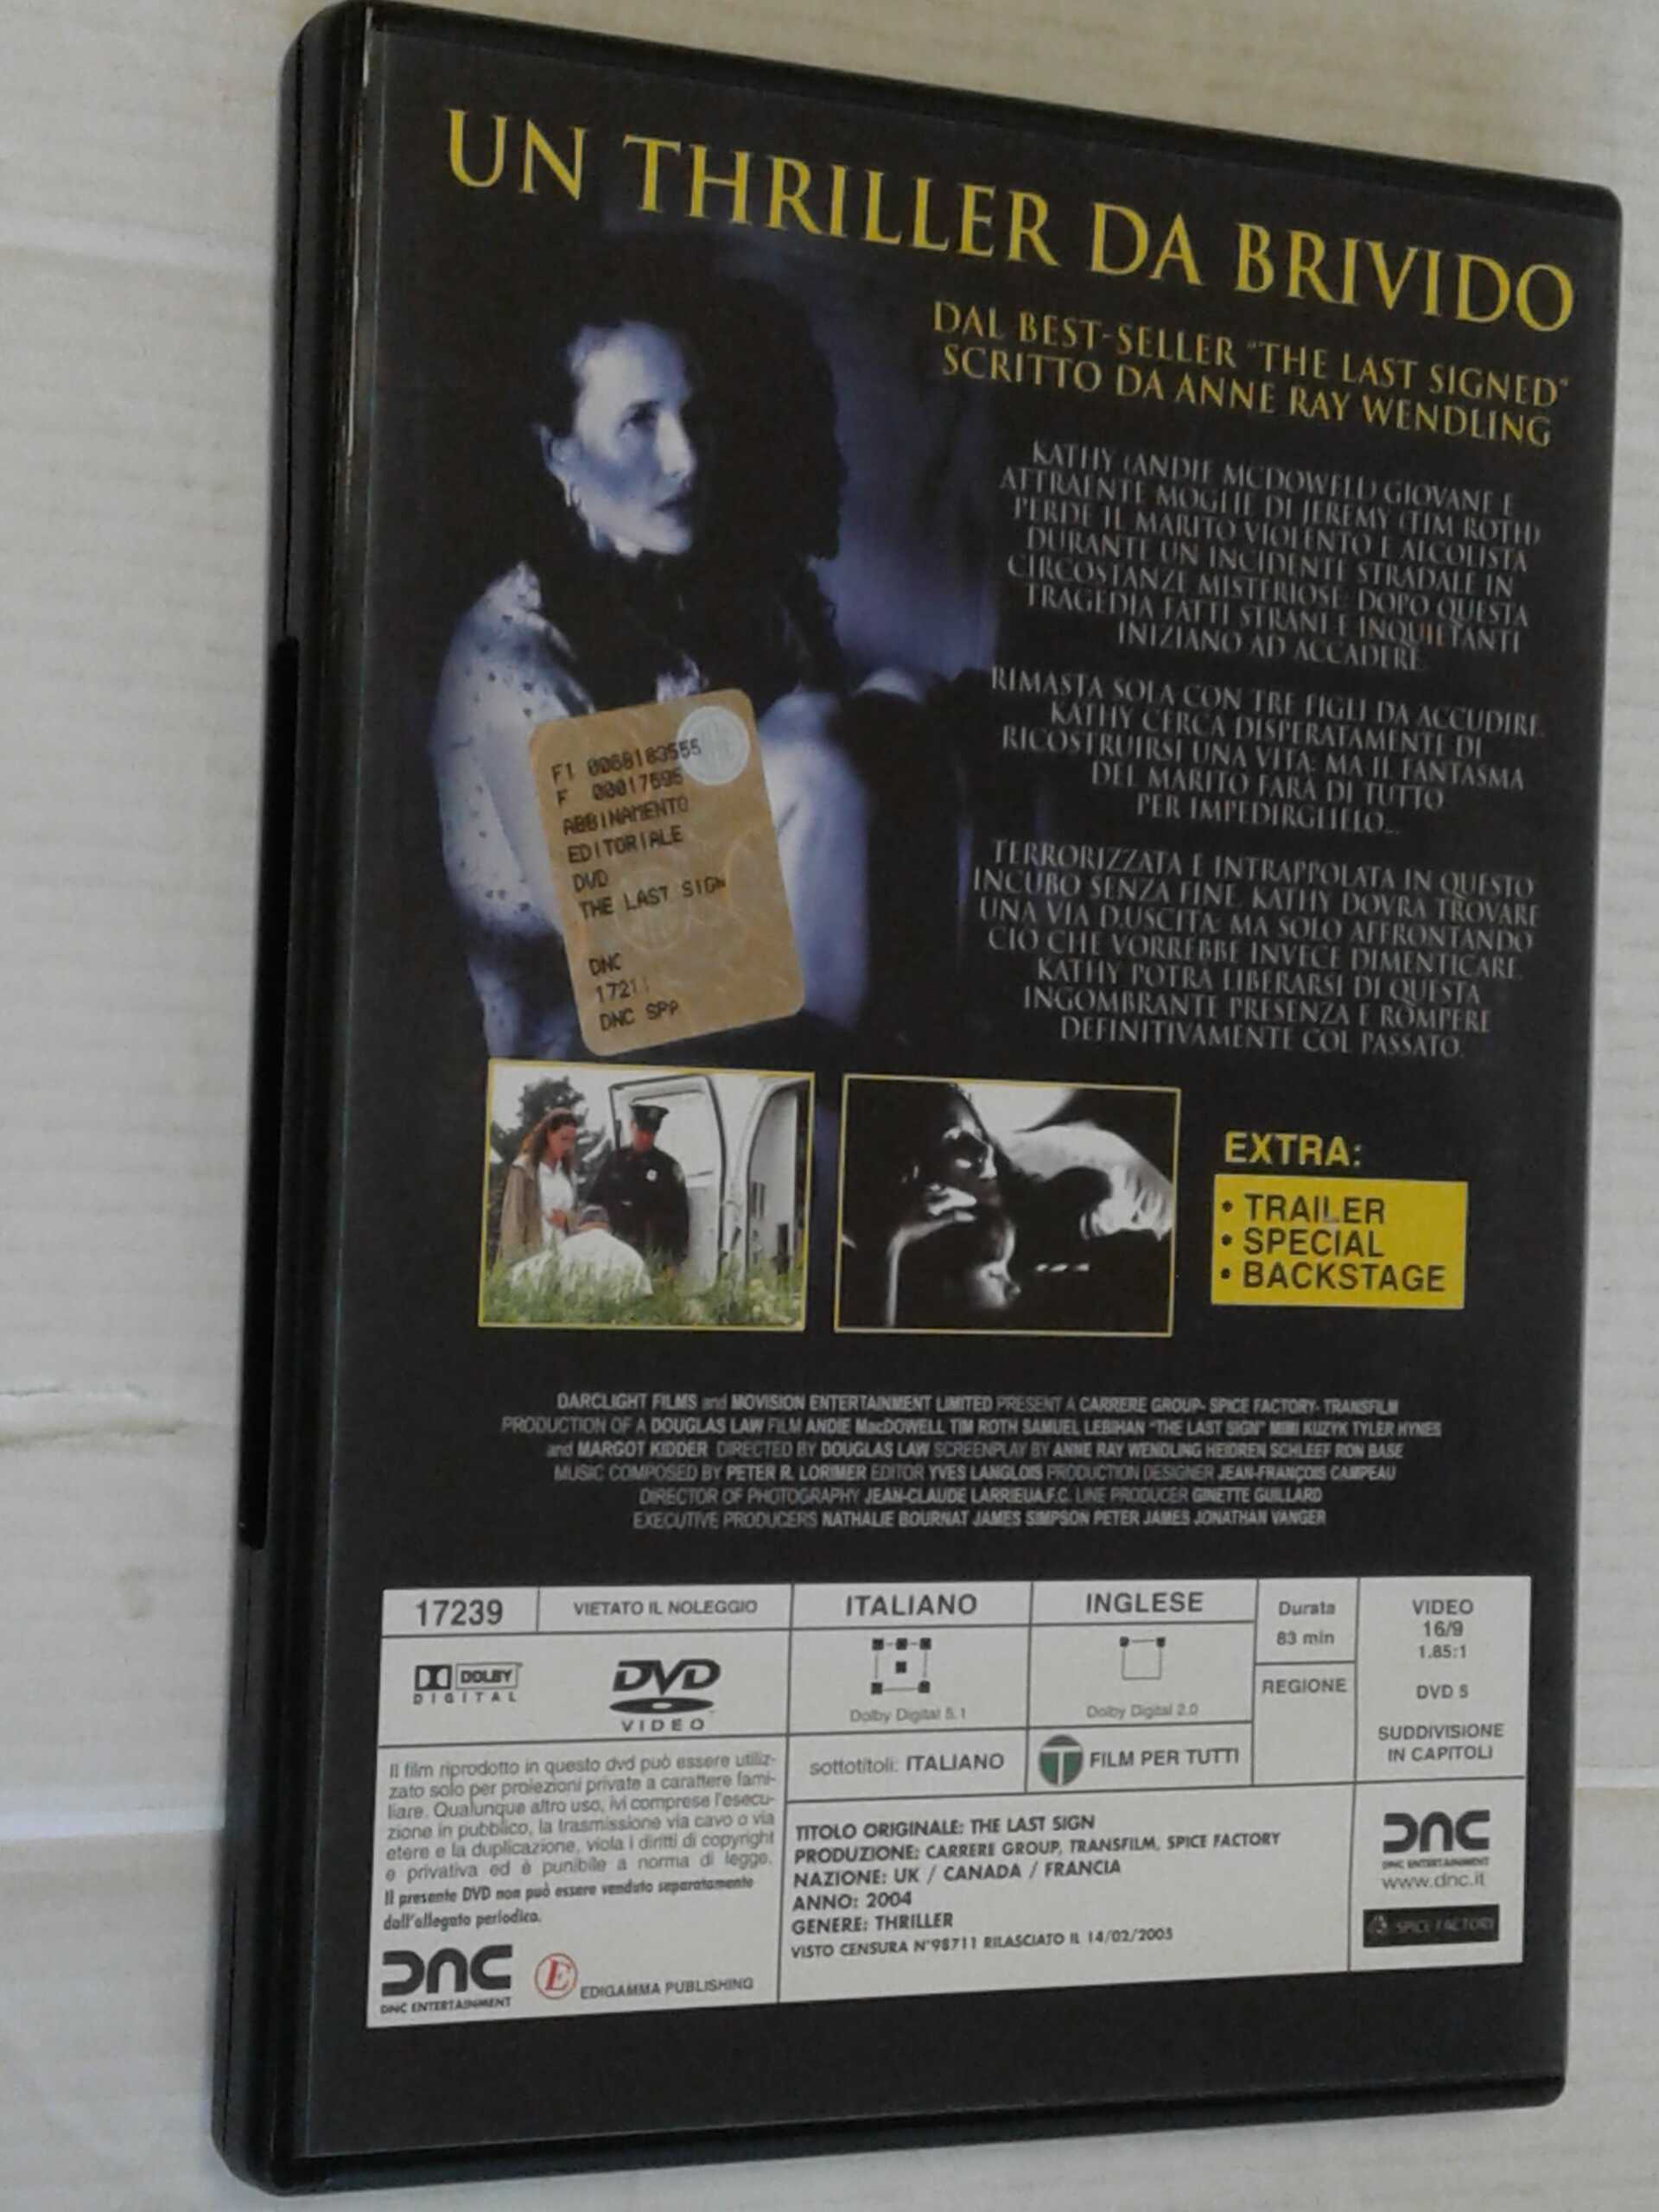 UN THRILLER DA BRIVIDO
DAL BEST-SELLER "THE LAST SIGNED"
SCRITTO DA ANNE RAY WENDLING
KATHY (ANDIE MCDOWELL) GIOVANE E
ATTRAENTE MOGLIE DI JEREMY (TIM ROTH)
PERDE IL MARITO VIOLENTO E ALCOLISTA
DURANTE UN INCIDENTE STRADALE IN
CIRCOSTANZE MISTERIOSE: DOPO QUESTA
TRAGEDIA FATTI STRANI E INQUIETANTI
INIZIANO AD ACCADERE.
RIMASTA SOLA CON TRE FIGLI DA ACCUDIRE,
KATHY CERCA DISPERATAMENTE DI
RICOSTRUIRSI UNA VITA: MA IL FANTASMA
DEL MARITO FARÀ DI TUTTO
PER IMPEDIRGLIELO...
TERRORIZZATA E INTRAPPOLATA IN QUESTO
INCUBO SENZA FINE, KATHY DOVRÀ TROVARE
UNA VIA D'USCITA: MA SOLO AFFRONTANDO
CIÒ CHE VORREBBE INVECE DIMENTICARE,
KATHY POTRÀ LIBERARSI DI QUESTA
INGOMBRANTE PRESENZA E ROMPERE
DEFINITIVAMENTE COL PASSATO.
F1 0068183555
F 00017595
ABBINAMENTO
EDITORIALE
DVD
THE LAST SIGN
DNC
1721
DNC SPA
EXTRA:
• TRAILER
• SPECIAL
• BACKSTAGE
DARCLIGHT FILMS and MOVISION ENTERTAINMENT LIMITED PRESENT A CARRERE GROUP- SPICE FACTORY- TRANSFILM
PRODUCTION OF A DOUGLAS LAW FILM ANDIE MacDOWELL TIM ROTH SAMUEL LEBIHAN "THE LAST SIGN" MIMI KUZYK TYLER HYNES
and MARGOT KIDDER DIRECTED BY DOUGLAS LAW SCREENPLAY BY ANNE RAY WENDLING HEIDREN SCHLEEF RON BASE
MUSIC COMPOSED BY PETER R. LORIMER EDITOR YVES LANGLOIS PRODUCTION DESIGNER JEAN-FRANÇOIS CAMPEAU
DIRECTOR OF PHOTOGRAPHY JEAN-CLAUDE LARRIEUA.F.C. LINE PRODUCER GINETTE GUILLARD
EXECUTIVE PRODUCERS NATHALIE BOURNAT JAMES SIMPSON PETER JAMES JONATHAN VANGER
17239
VIETATO IL NOLEGGIO
DOLBY
DIGITAL
DVD
VIDEO
ITALIANO
Dolby Digital 5.1
INGLESE
Dolby Digital 2.0
sottotitoli: ITALIANO
T FILM PER TUTTI
Durata
83 min
REGIONE
VIDEO
16/9
1.85:1
DVD 5
SUDDIVISIONE
IN CAPITOLI
Il film riprodotto in questo dvd può essere utiliz-
zato solo per proiezioni private a carattere fami-
liare. Qualunque altro uso, ivi comprese l'esecu-
zione in pubblico, la trasmissione via cavo o via
etere e la duplicazione, viola i diritti di copyright
e privativa ed è punibile a norma di legge.
Il presente DVD non può essere venduto separatamente
dall'allegato periodico.
DNC
DNC ENTERTAINMENT
E EDIGAMMA PUBLISHING
TITOLO ORIGINALE: THE LAST SIGN
PRODUZIONE: CARRERE GROUP, TRANSFILM, SPICE FACTORY
NAZIONE: UK / CANADA / FRANCIA
ANNO: 2004
GENERE: THRILLER
VISTO CENSURA N°98711 RILASCIATO IL 14/02/2005
DNC
DNC ENTERTAINMENT
www.dnc.it
SPICE FACTORY